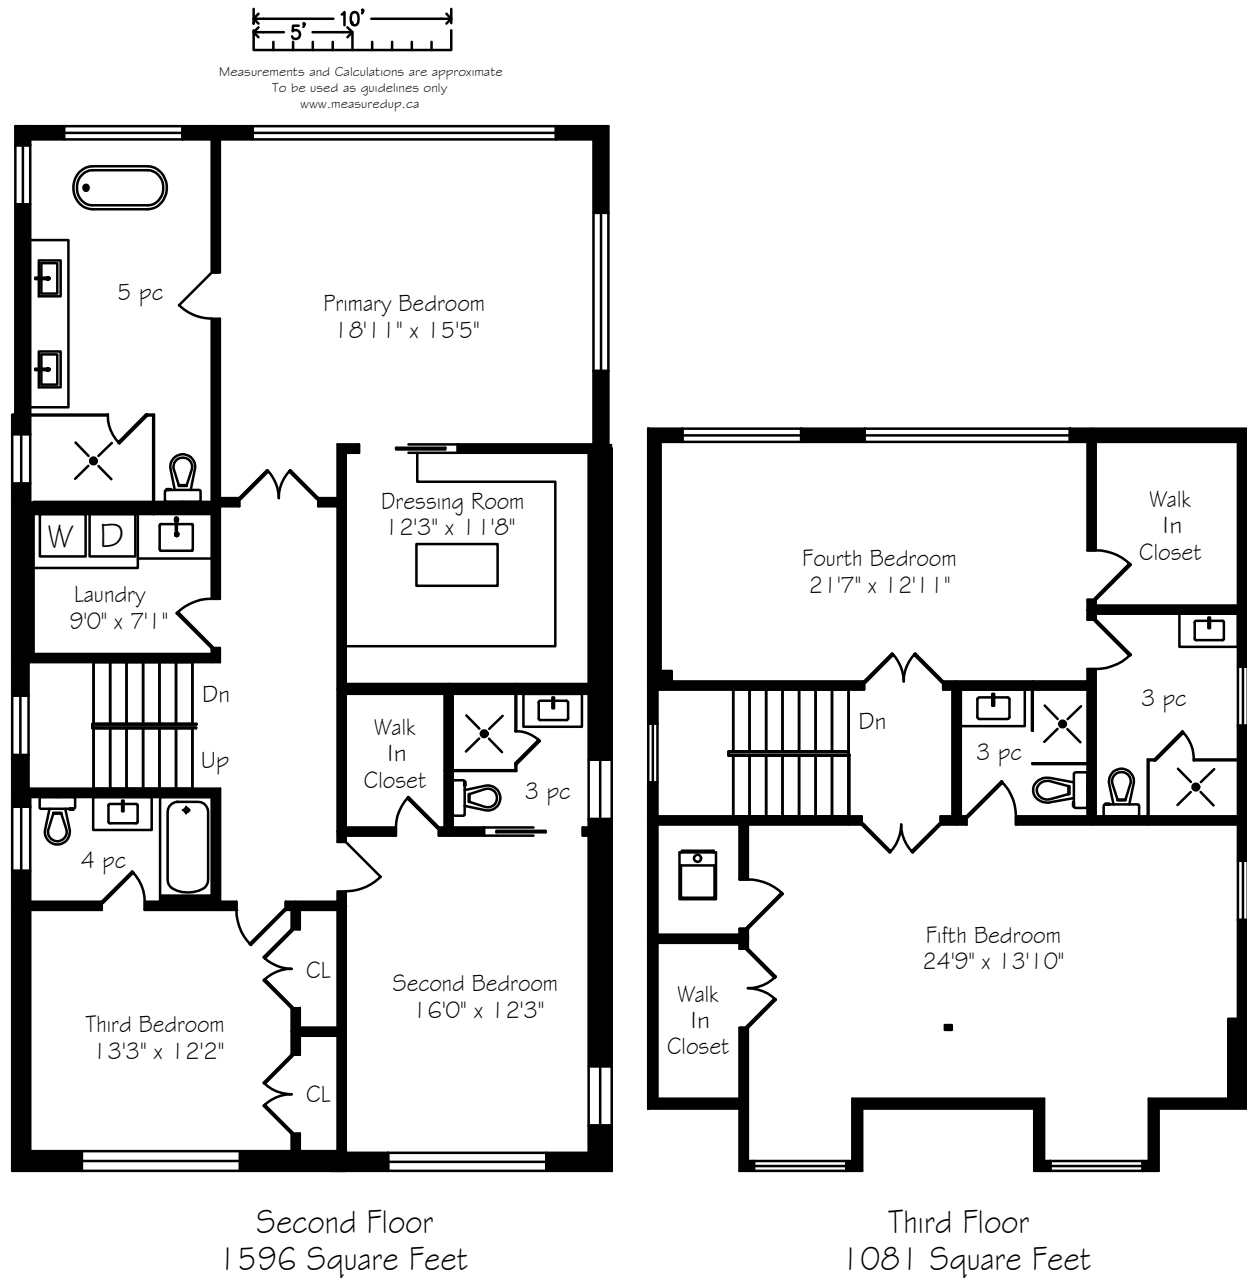 10'
5'
Measurements and Calculations are approximate
To be used as guidelines only
www.measuredup.ca
5 pc
Primary Bedroom
18'11" x 15'5"
Dressing Room
12'3" x 11'8"
W D
Laundry
9'0" x 7'1"
Dn
Up
Walk
In
Closet
3 pc
4 pc
CL
Second Bedroom
16'0" x 12'3"
Third Bedroom
13'3" x 12'2"
CL
Second Floor
1596 Square Feet
Walk
In
Closet
Fourth Bedroom
21'7" x 12'11"
3 pc
Dn
3 pc
Fifth Bedroom
24'9" x 13'10"
Walk
In
Closet
Third Floor
1081 Square Feet